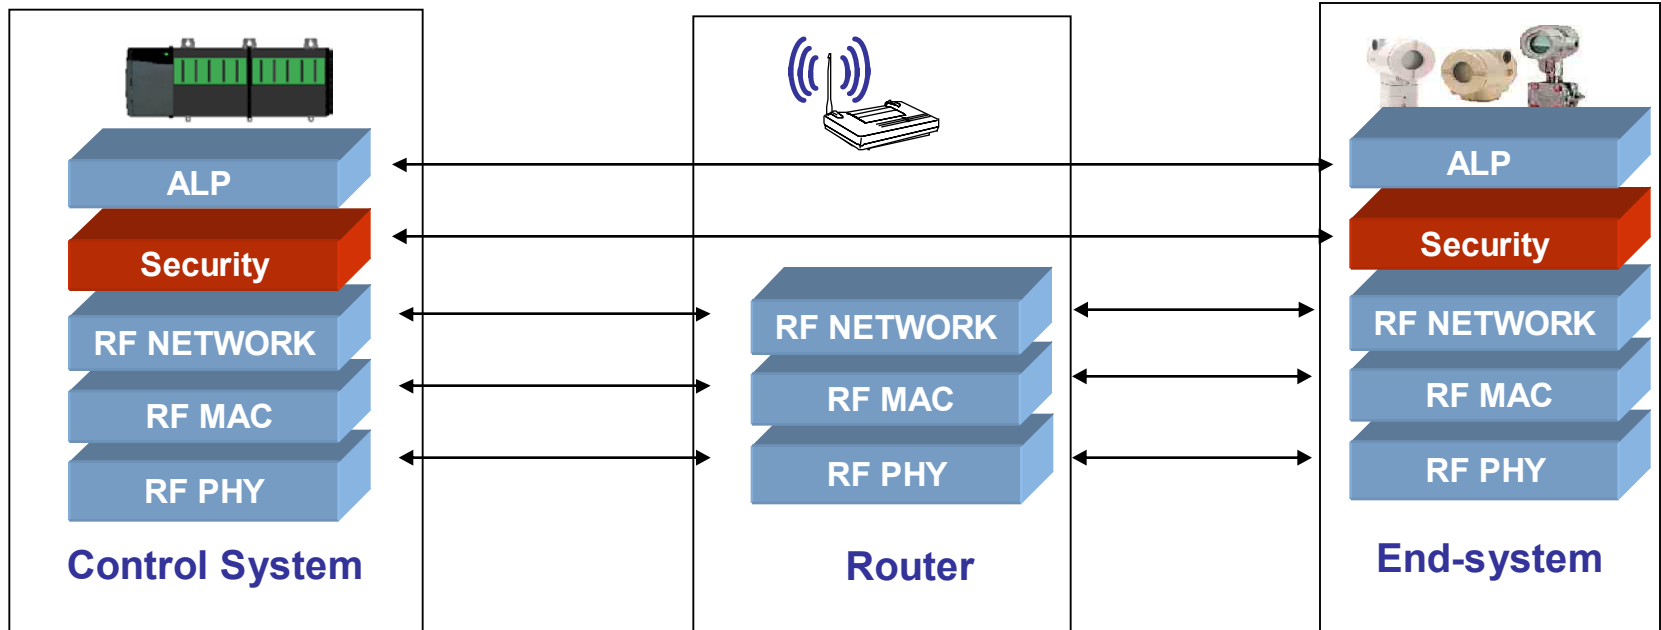 ALP
Security
RF NETWORK
RF MAC
RF PHY
Control System
RF NETWORK
RF MAC
RF PHY
Router
ALP
Security
RF NETWORK
RF MAC
RF PHY
End-system